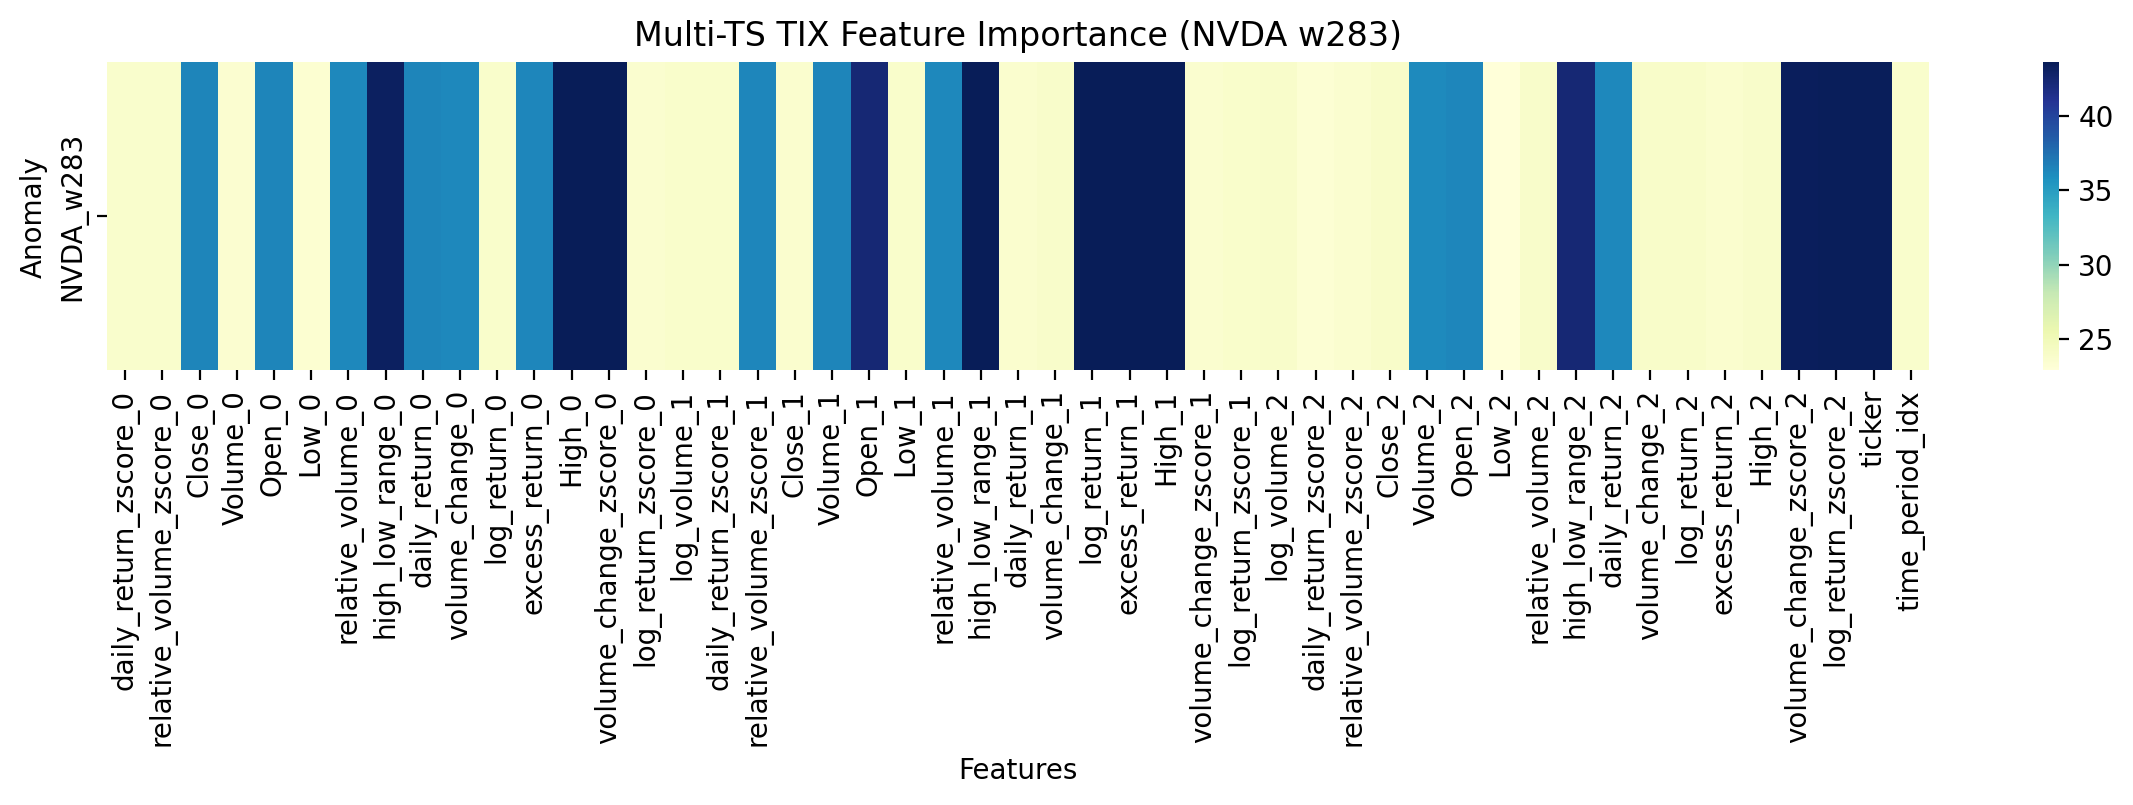 Multi-TS TIX Feature Importance (NVDA w283)
Anomaly
NVDA_w283
40
35
30
25
daily_return_zscore_0
relative_volume_zscore_0
Close_0
Volume_0
Open_0
Low_0
relative_volume_0
high_low_range_0
daily_return_0
volume_change_0
log_return_0
excess_return_0
High_0
volume_change_zscore_0
log_return_zscore_0
log_volume_1
daily_return_zscore_1
relative_volume_zscore_1
Close_1
Volume_1
Open_1
Low_1
relative_volume_1
high_low_range_1
daily_return_1
volume_change_1
log_return_1
excess_return_1
High_1
volume_change_zscore_1
log_return_zscore_1
log_volume_2
daily_return_zscore_2
relative_volume_zscore_2
Close_2
Volume_2
Open_2
Low_2
relative_volume_2
high_low_range_2
daily_return_2
volume_change_2
log_return_2
excess_return_2
High_2
volume_change_zscore_2
log_return_zscore_2
ticker
time_period_idx
Features